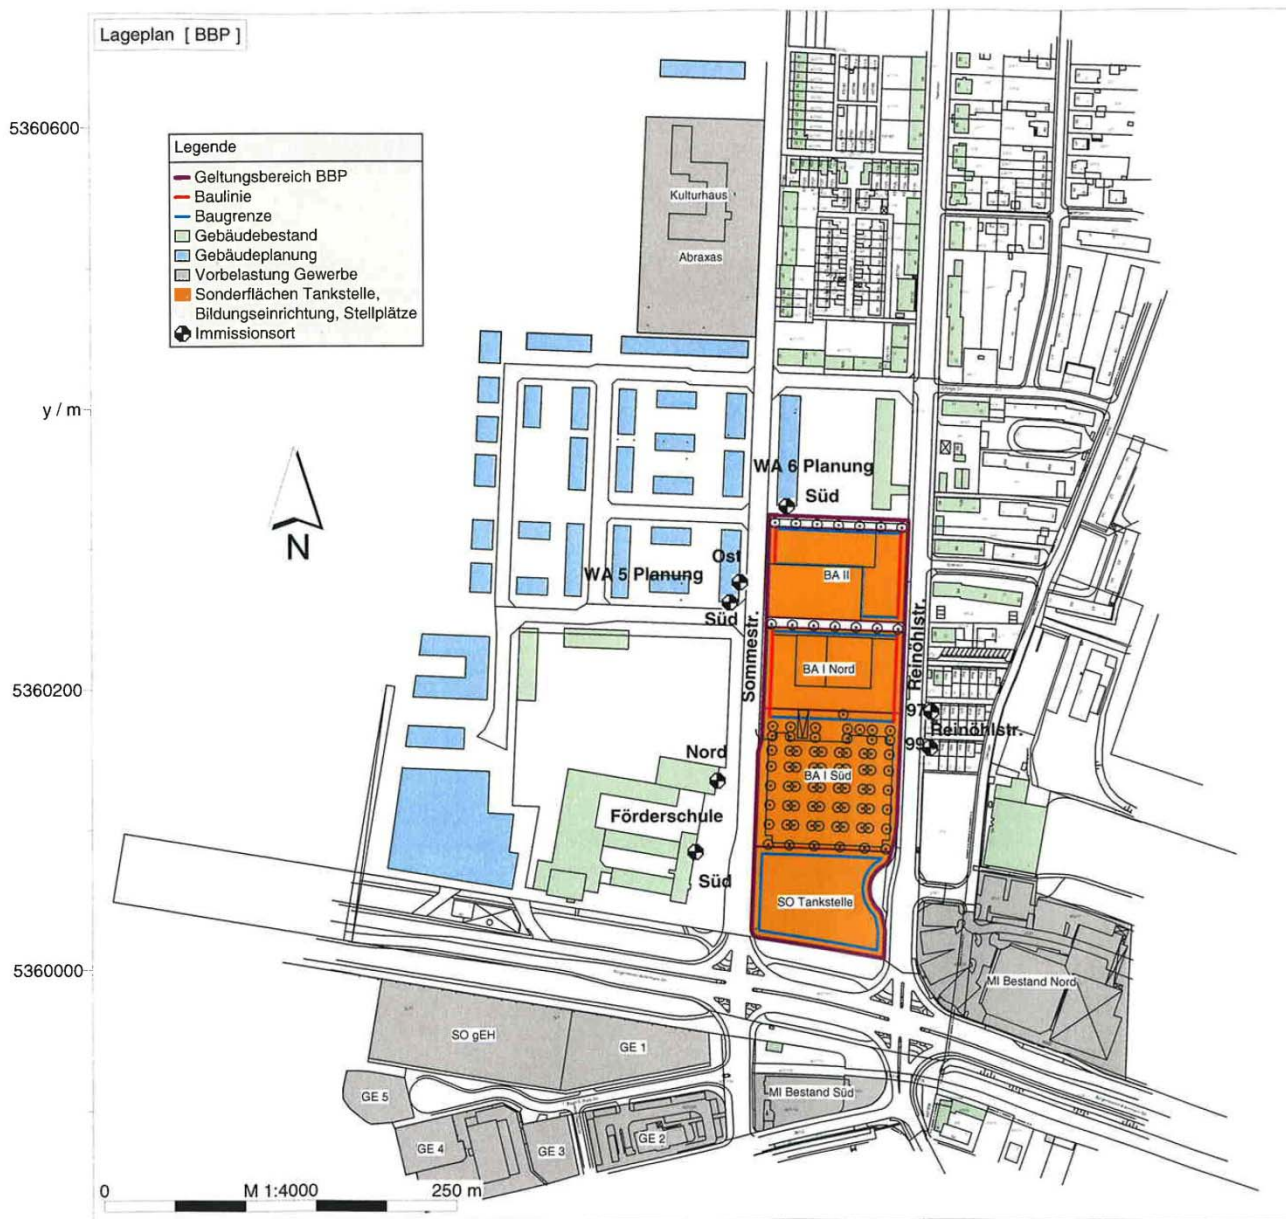 Lageplan [ BBP ]
5360600
y / m
5360200
5360000
Legende
Geltungsbereich BBP
Baulinie
Baugrenze
Gebäudebestand
Gebäudeplanung
Vorbelastung Gewerbe
Sonderflächen Tankstelle,
Bildungseinrichtung, Stellplätze
Immissionsort
Kulturhaus
Abraxas
N
WA 6 Planung
Süd
Ost
WA 5 Planung
Süd
Sommestr.
Reinöhlstr.
BA II
BA I Nord
97
Reinöhlstr.
99
Nord
BA I Süd
Förderschule
Süd
SO Tankstelle
MI Bestand Nord
SO gEH
GE 1
GE 5
MI Bestand Süd
GE 4
GE 3
GE 2
0 M 1:4000 250 m